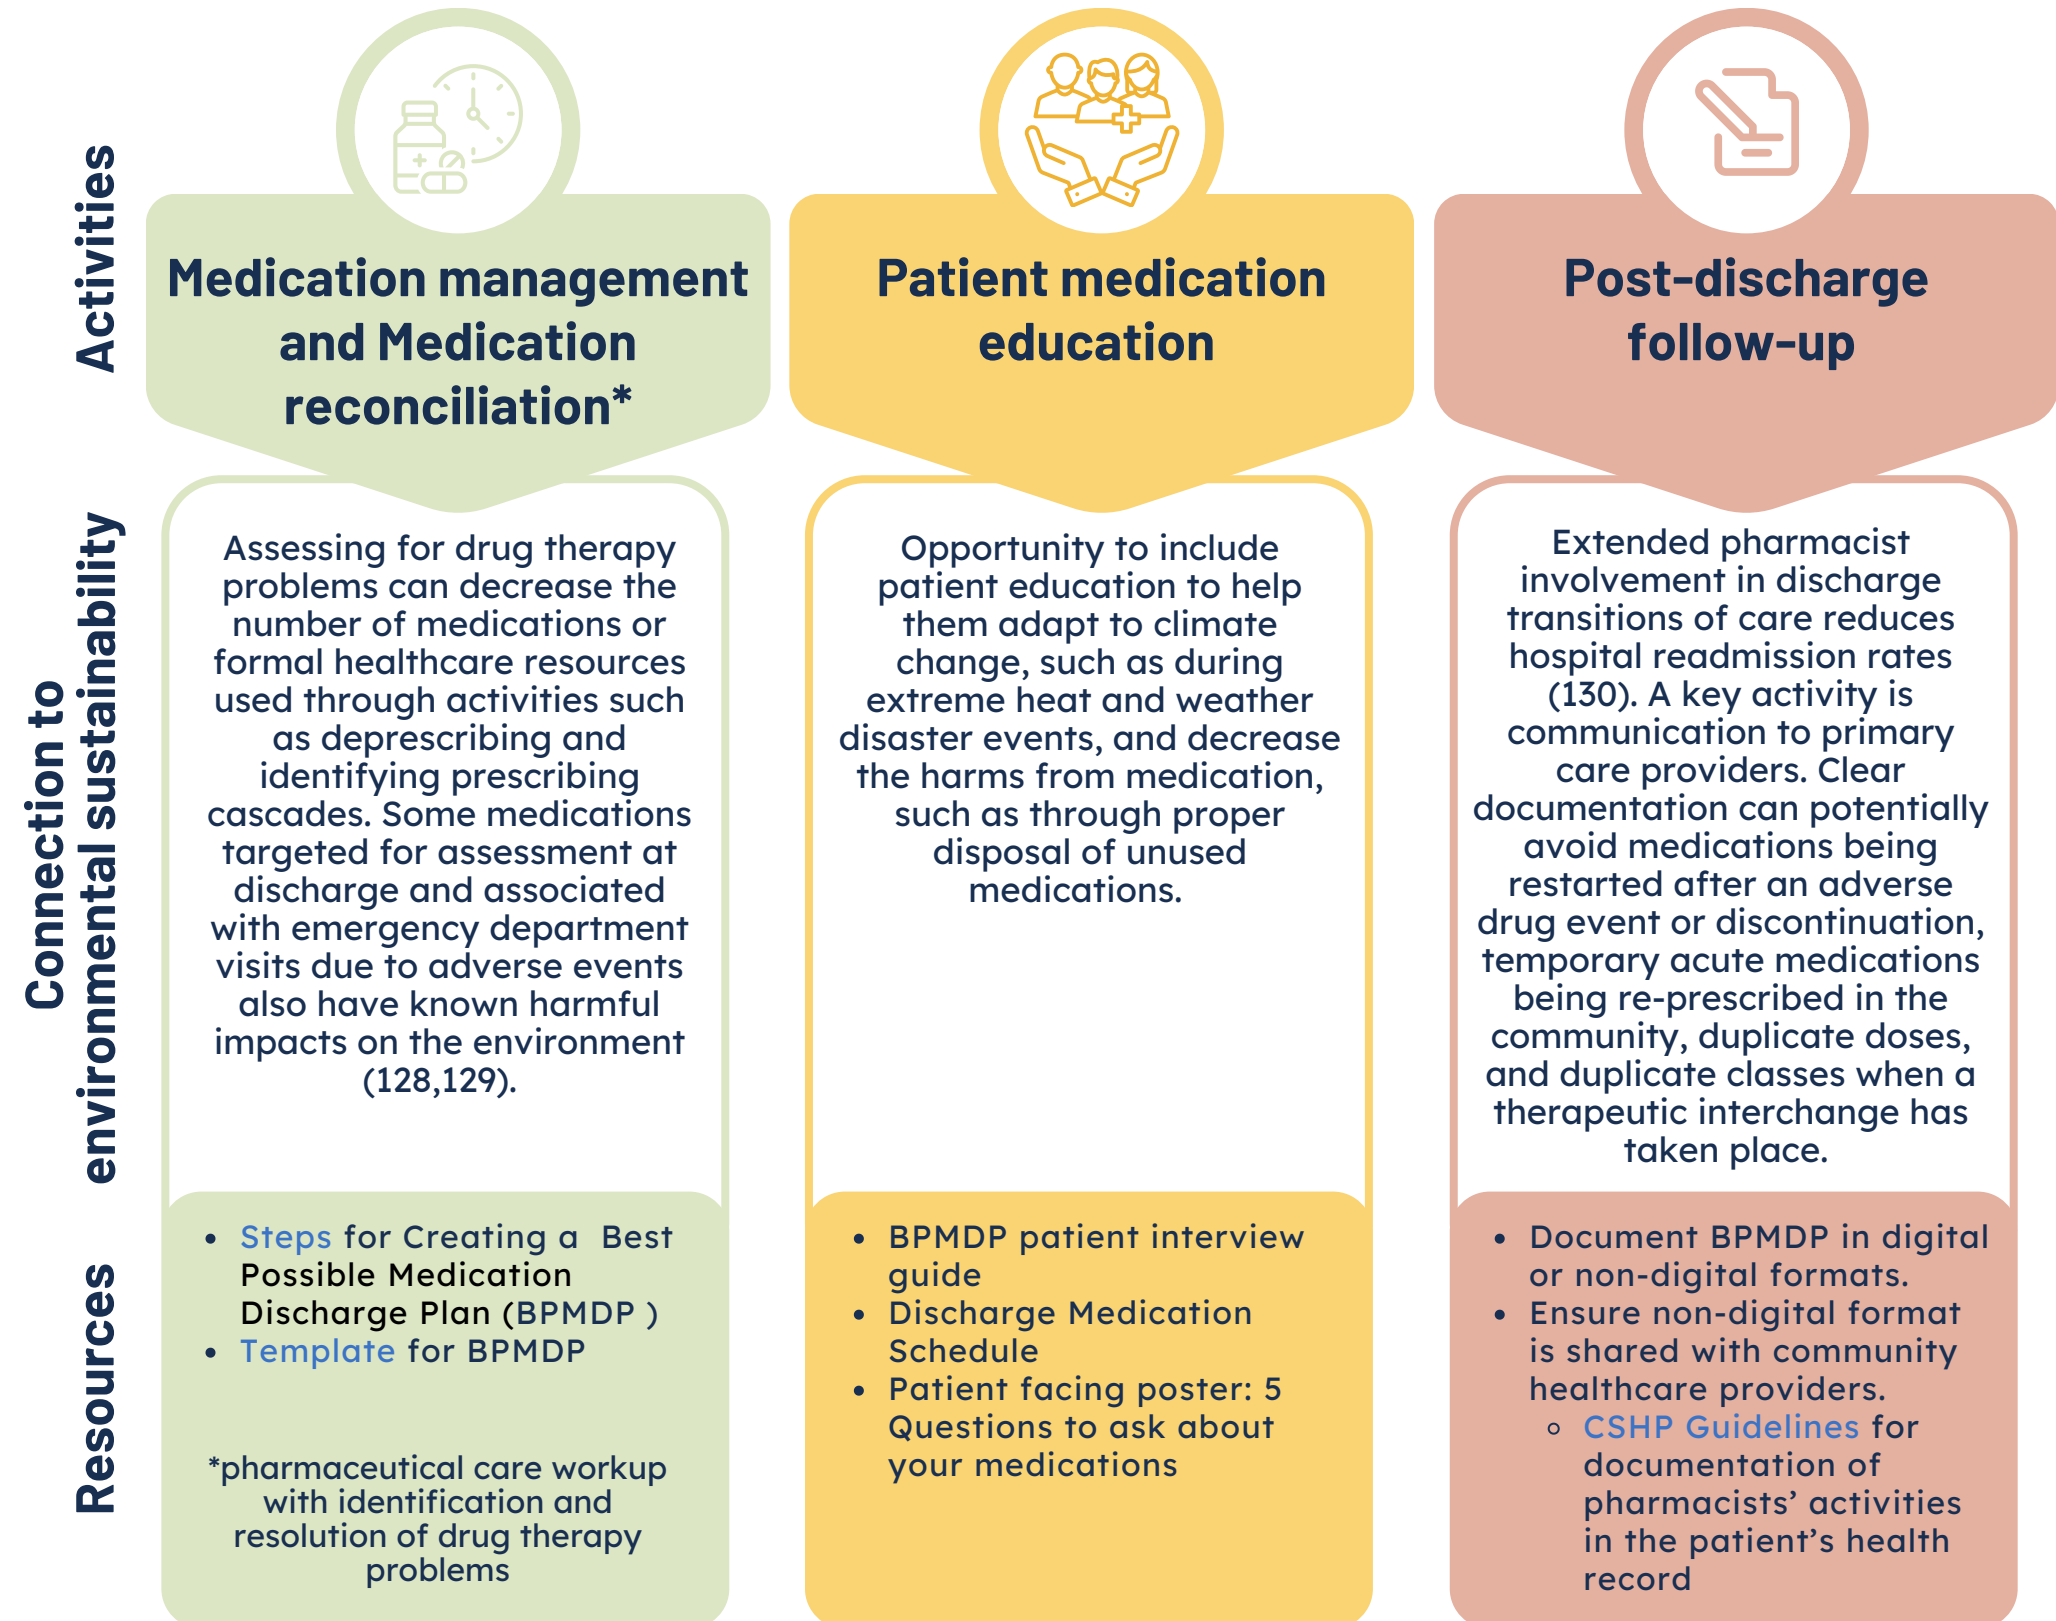 Activities
Medication management
and Medication
reconciliation*
Patient medication
education
Post-discharge
follow-up
Connection to
environmental sustainability
Assessing for drug therapy
problems can decrease the
number of medications or
formal healthcare resources
used through activities such
as deprescribing and
identifying prescribing
cascades. Some medications
targeted for assessment at
discharge and associated
with emergency department
visits due to adverse events
also have known harmful
impacts on the environment
(128,129).
Opportunity to include
patient education to help
them adapt to climate
change, such as during
extreme heat and weather
disaster events, and decrease
the harms from medication,
such as through proper
disposal of unused
medications.
Extended pharmacist
involvement in discharge
transitions of care reduces
hospital readmission rates
(130). A key activity is
communication to primary
care providers. Clear
documentation can potentially
avoid medications being
restarted after an adverse
drug event or discontinuation,
temporary acute medications
being re-prescribed in the
community, duplicate doses,
and duplicate classes when a
therapeutic interchange has
taken place.
Resources
• Steps for Creating a Best
Possible Medication
Discharge Plan (BPMDP )
• Template for BPMDP
*pharmaceutical care workup
with identification and
resolution of drug therapy
problems
• BPMDP patient interview
guide
• Discharge Medication
Schedule
• Patient facing poster: 5
Questions to ask about
your medications
• Document BPMDP in digital
or non-digital formats.
• Ensure non-digital format
is shared with community
healthcare providers.
◦ CSHP Guidelines for
documentation of
pharmacists’ activities
in the patient’s health
record